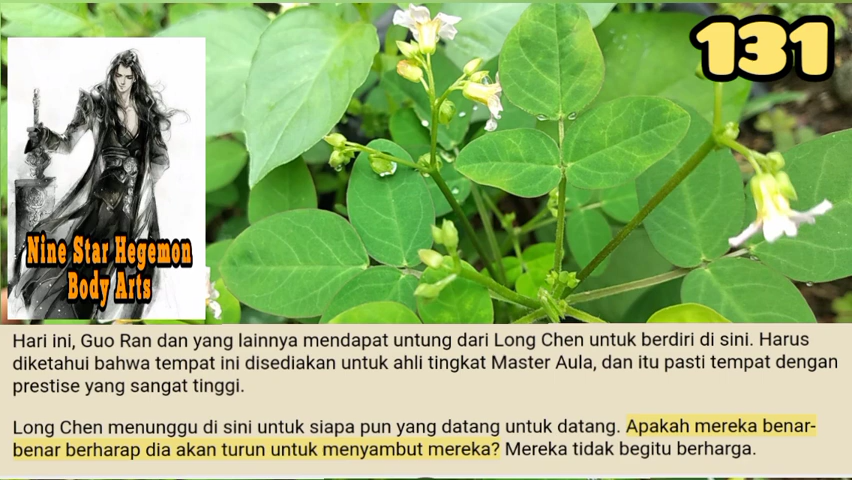 131
Nine Star Hegemon
Body Arts
Hari ini, Guo Ran dan yang lainnya mendapat untung dari Long Chen untuk berdiri di sini. Harus
diketahui bahwa tempat ini disediakan untuk ahli tingkat Master Aula, dan itu pasti tempat dengan
prestise yang sangat tinggi.
Long Chen menunggu di sini untuk siapa pun yang datang untuk datang. Apakah mereka benar-
benar berharap dia akan turun untuk menyambut mereka? Mereka tidak begitu berharga.